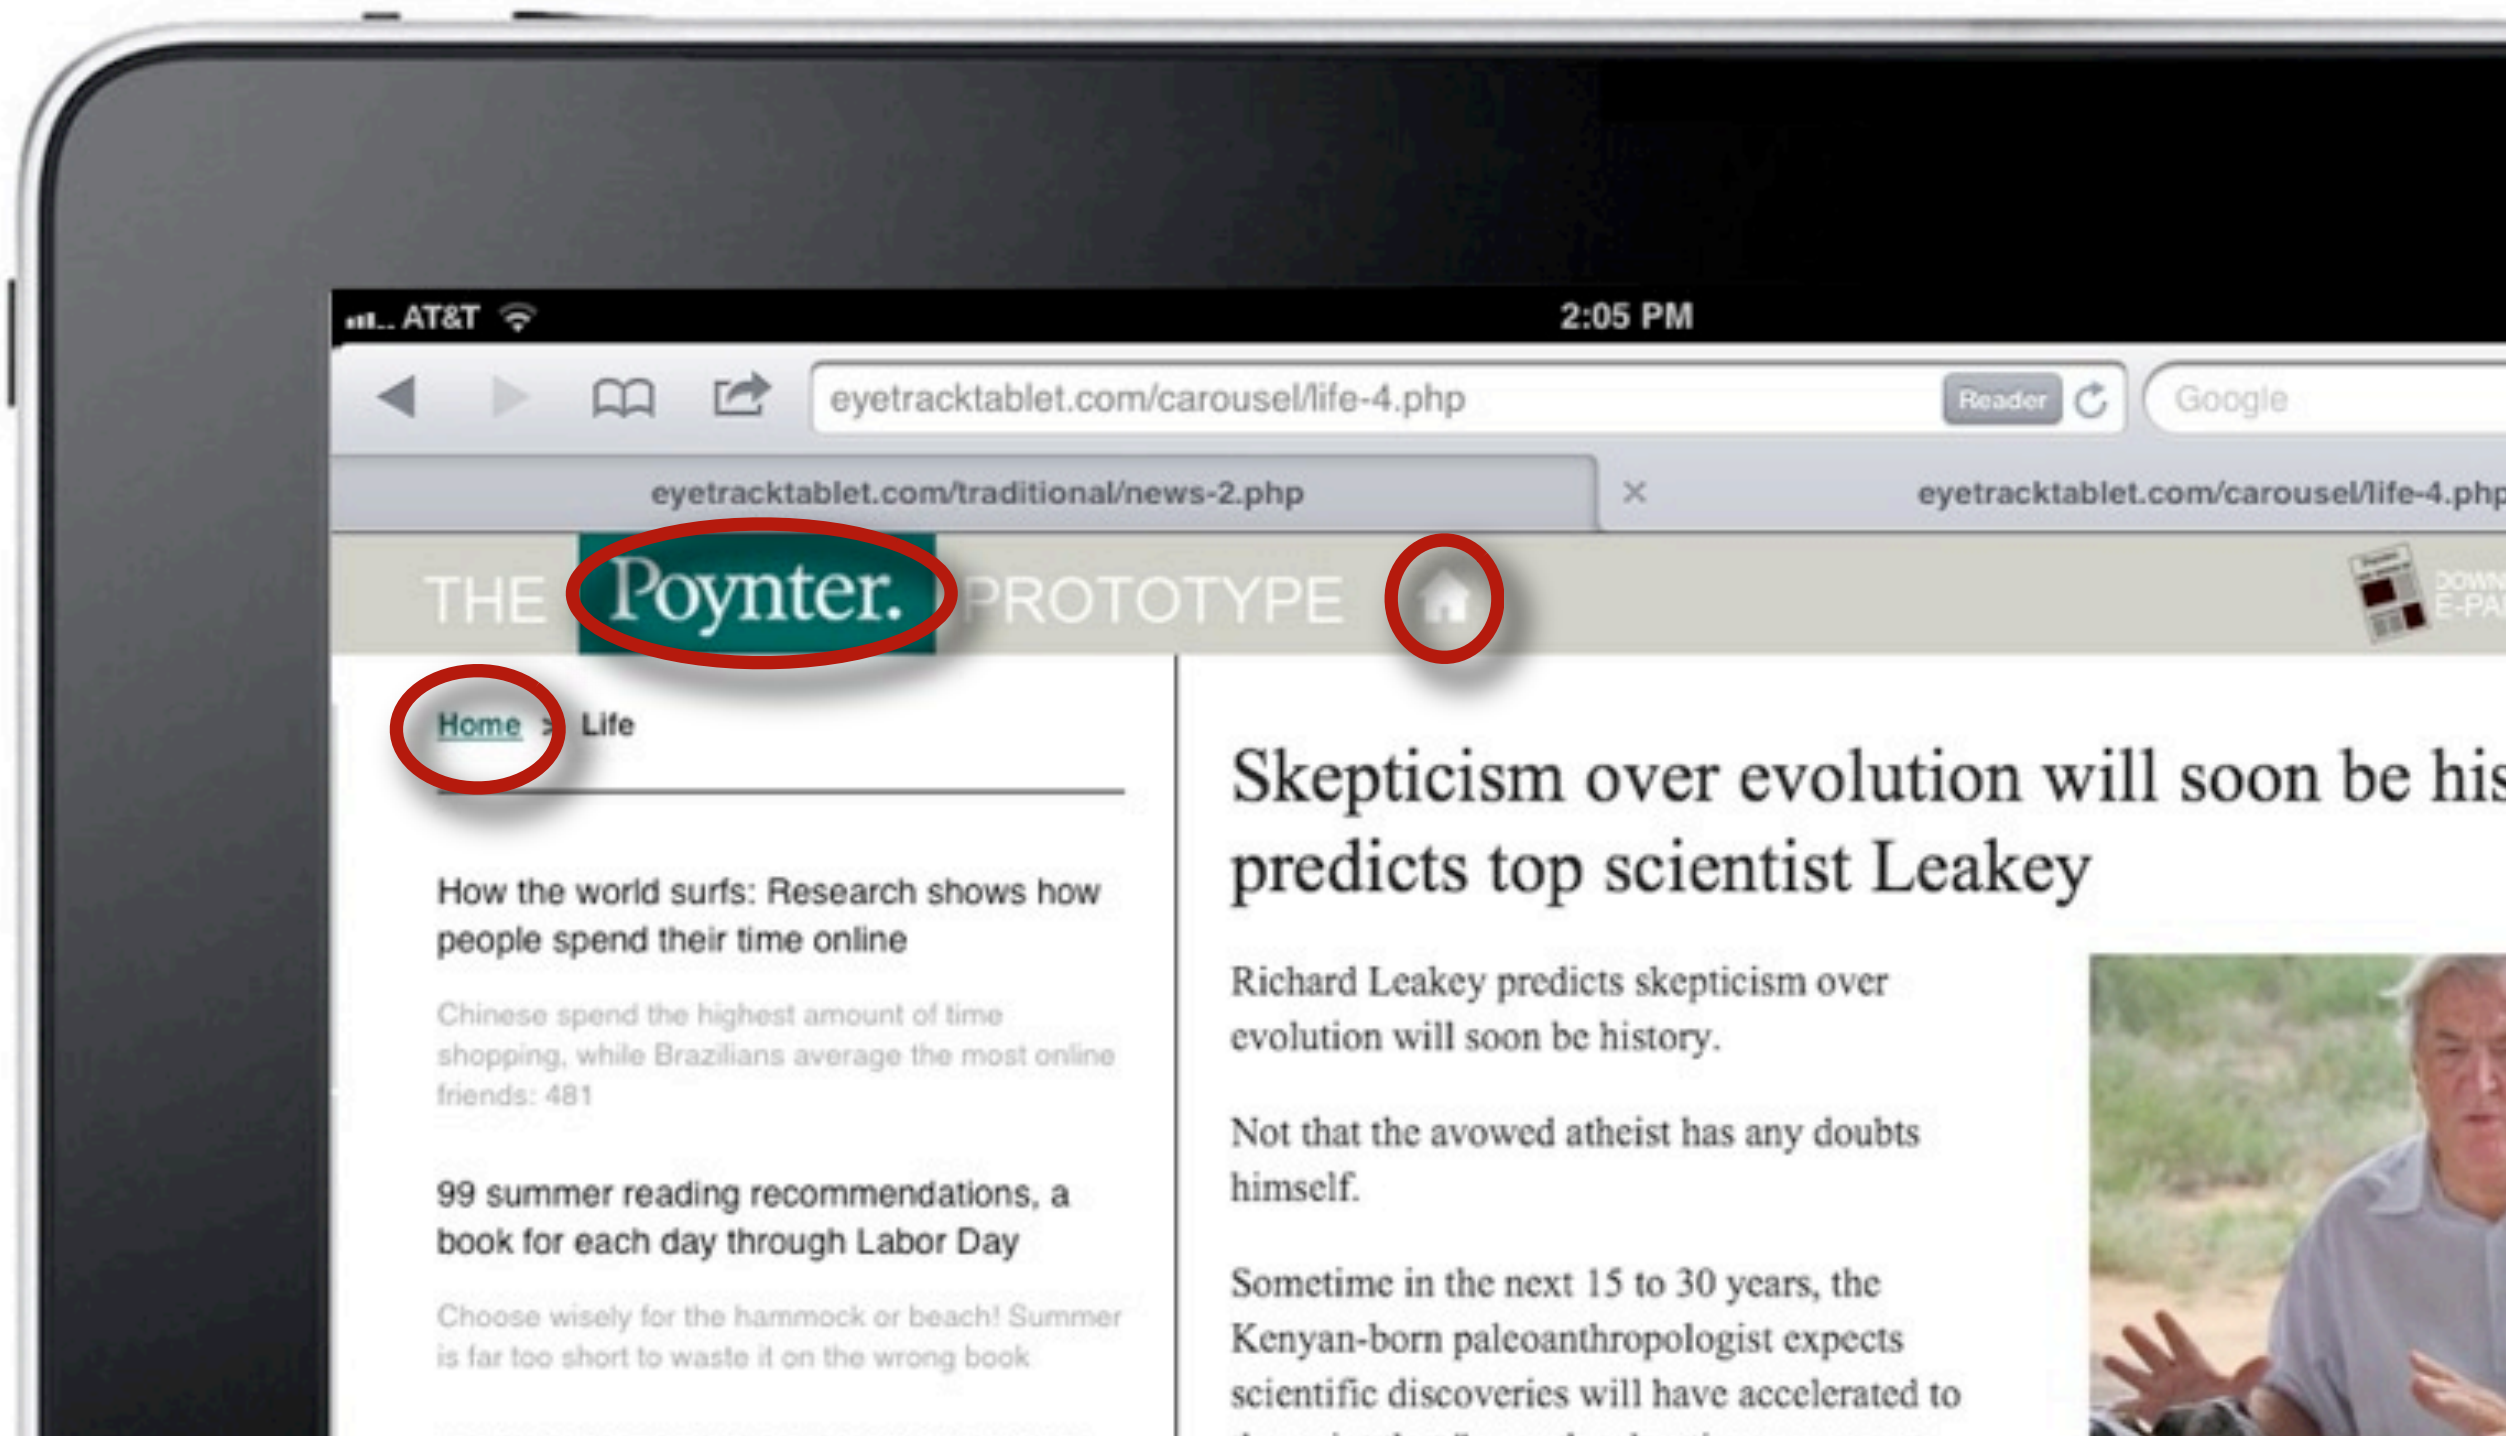 AT&T
2:05 PM
eyetracktablet.com/carousel/life-4.php
Reader
Google
eyetracktablet.com/traditional/news-2.php
×
eyetracktablet.com/carousel/life-4.php
THE Poynter. PROTOTYPE
Home > Life
How the world surfs: Research shows how
people spend their time online
Chinese spend the highest amount of time
shopping, while Brazilians average the most online
friends: 481
99 summer reading recommendations, a
book for each day through Labor Day
Choose wisely for the hammock or beach! Summer
is far too short to waste it on the wrong book
Skepticism over evolution will soon be his
predicts top scientist Leakey
Richard Leakey predicts skepticism over
evolution will soon be history.
Not that the avowed atheist has any doubts
himself.
Sometime in the next 15 to 30 years, the
Kenyan-born paleoanthropologist expects
scientific discoveries will have accelerated to